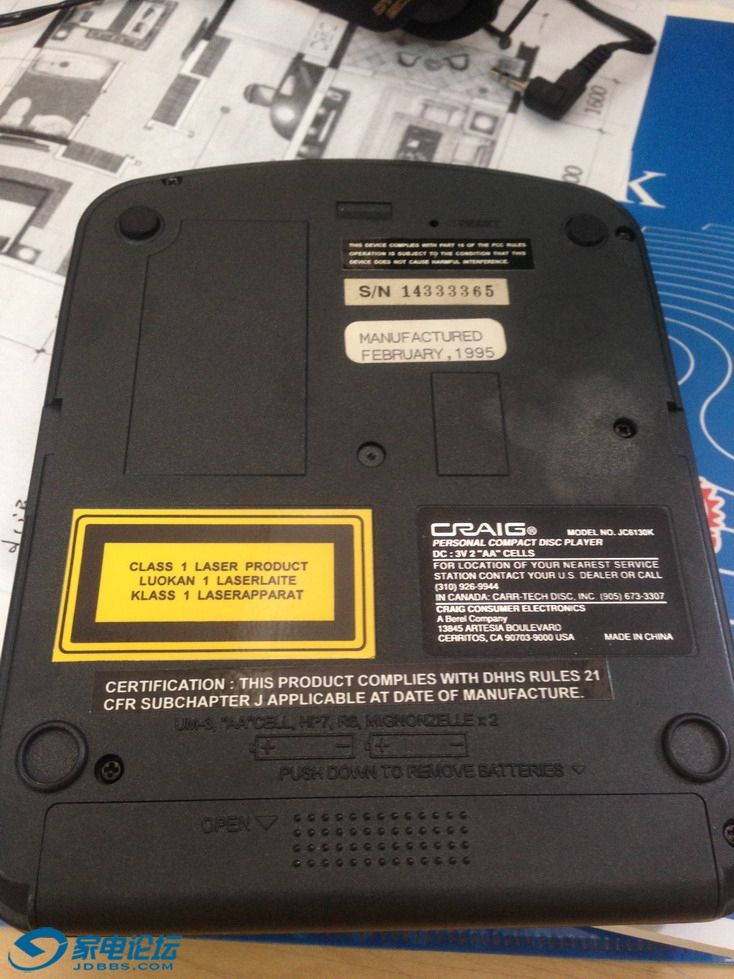 1600
K
RESET
THIS DEVICE COMPLIES WITH PART 15 OF THE FCC RULES
OPERATION IS SUBJECT TO THE CONDITION THAT THIS
DEVICE DOES NOT CAUSE HARMFUL INTERFERENCE.
S/N 14333365
MANUFACTURED
FEBRUARY,1995
CLASS 1 LASER PRODUCT
LUOKAN 1 LASERLAITE
KLASS 1 LASERAPPARAT
CRAIG® MODEL NO. JC6130K
PERSONAL COMPACT DISC PLAYER
DC : 3V 2 "AA" CELLS
FOR LOCATION OF YOUR NEAREST SERVICE
STATION CONTACT YOUR U.S. DEALER OR CALL
(310) 926-9944
IN CANADA: CARR-TECH DISC, INC. (905) 673-3307
CRAIG CONSUMER ELECTRONICS
A Berel Company
13845 ARTESIA BOULEVARD
CERRITOS, CA 90703-9000 USA MADE IN CHINA
CERTIFICATION : THIS PRODUCT COMPLIES WITH DHHS RULES 21
CFR SUBCHAPTER J APPLICABLE AT DATE OF MANUFACTURE.
UM-3, "AA"CELL, HP7, R6, MIGNONZELLE x 2
+ − + −
PUSH DOWN TO REMOVE BATTERIES
OPEN
家电论坛
JDBBS.COM